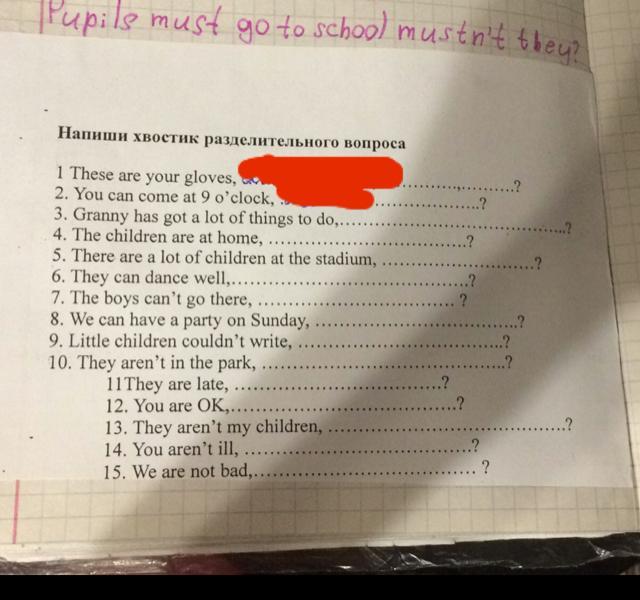 Pupils must go to school mustn't they?
Напиши хвостик разделительного вопроса
1 These are your gloves, ..............,.........?
2. You can come at 9 o'clock, .....................?
3. Granny has got a lot of things to do,..................................................?
4. The children are at home, ...........................................?
5. There are a lot of children at the stadium, .................................?
6. They can dance well,...................................................?
7. The boys can't go there, .......................................... ?
8. We can have a party on Sunday, ...........................................?
9. Little children couldn't write, ............................................?
10. They aren't in the park, .....................................................?
11They are late, ............................................?
12. You are OK,................................................?
13. They aren't my children, ...................................................?
14. You aren't ill, ................................................?
15. We are not bad,............................................... ?